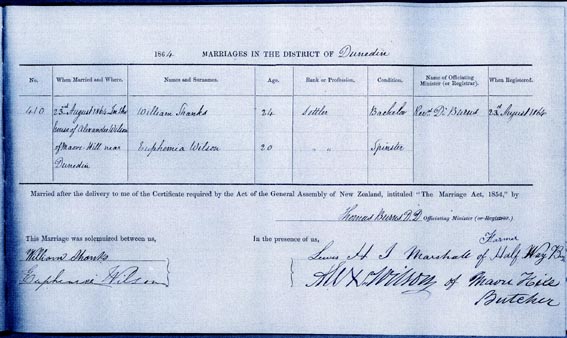 1864. MARRIAGES IN THE DISTRICT OF Dunedin
No. When Married and Where. Names and Surnames. Age. Rank or Profession. Condition. Name of Officiating Minister (or Registrar). When Registered.
410 23rd August 1864 In the William Shanks 24 Settler Bachelor Revd. Dr. Burns 23rd August 1864
house of Alexander Wilson
of Maori Hill near Euphemia Wilson 20 " " Spinster
Dunedin
Married after the delivery to me of the Certificate required by the Act of the General Assembly of New Zealand, intituled "The Marriage Act, 1854," by
Thomas Burns D.D. Officiating Minister (or Registrar.)
This Marriage was solemnized between us,
William Shanks
Euphemia Wilson
In the presence of us,
Farmer
Lewis H J Marshall of Half Way
Wilson of Maori Hill
Butcher